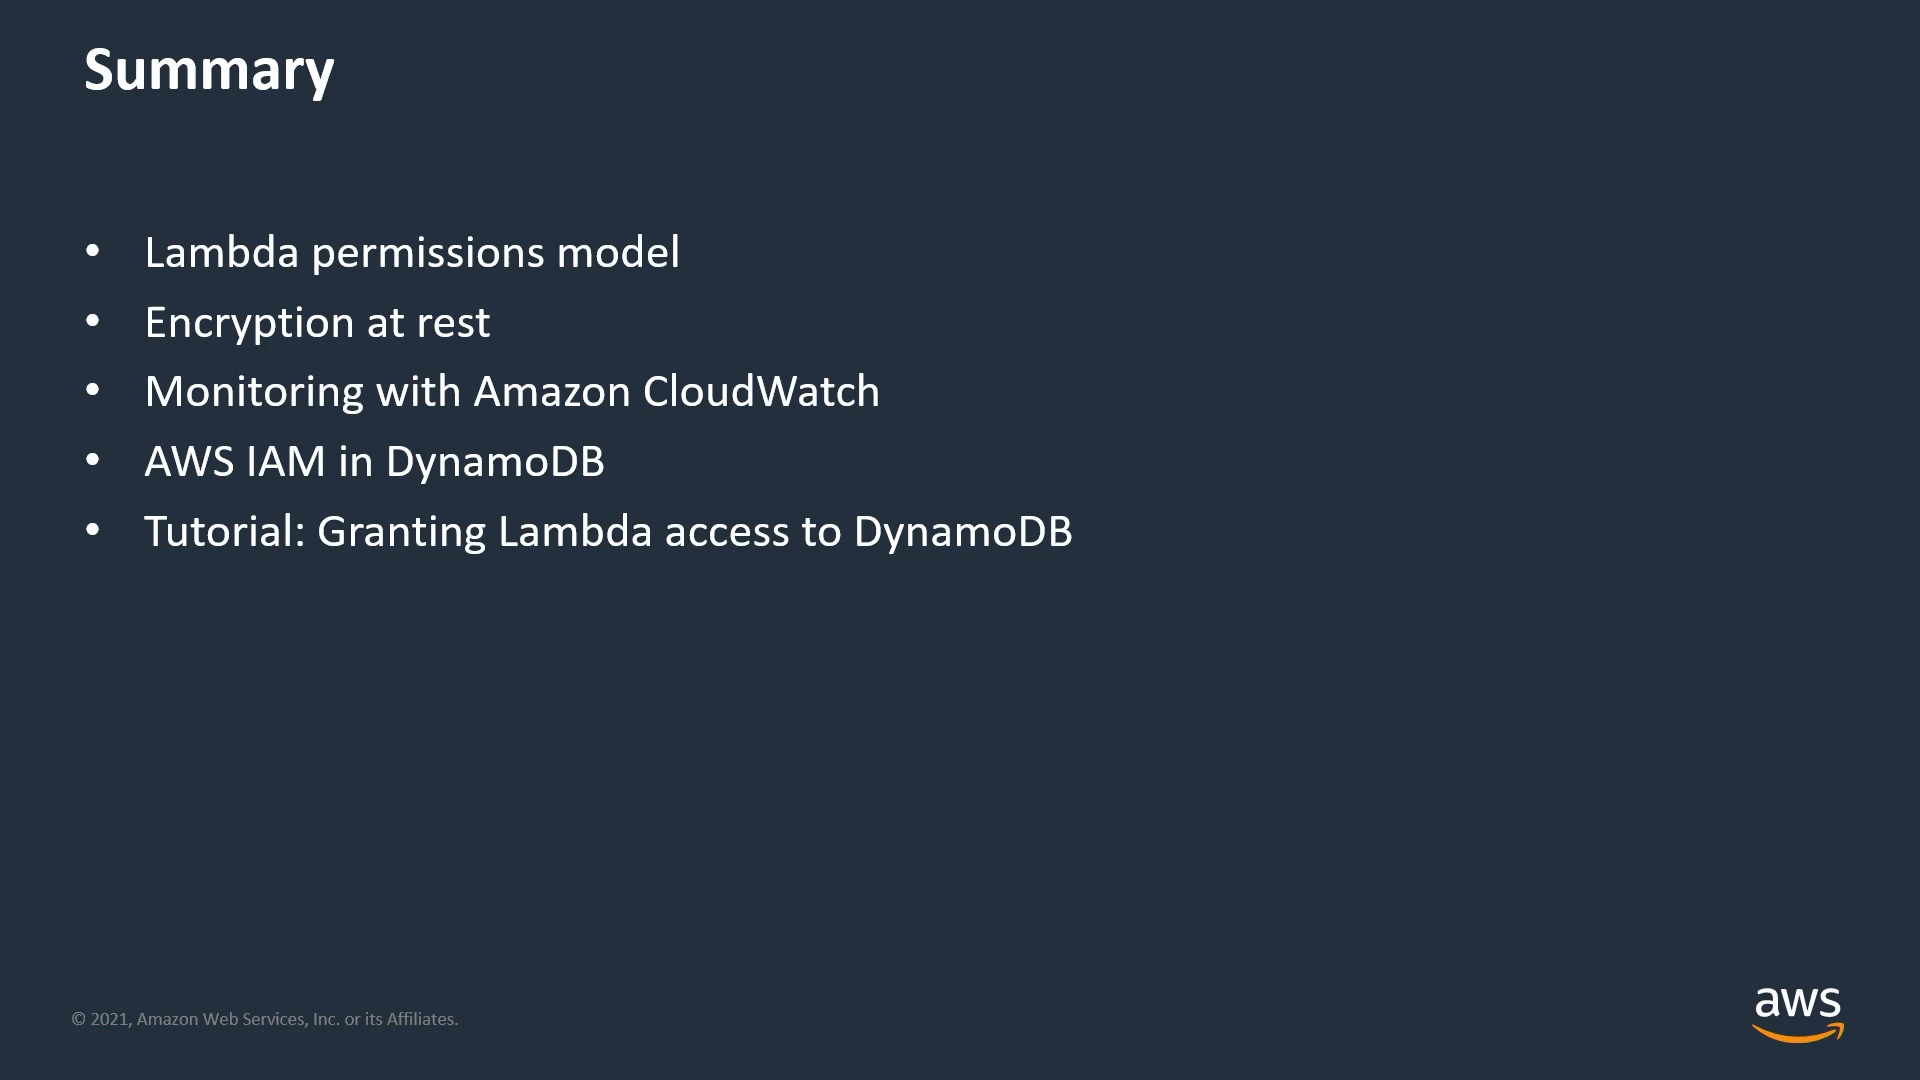 Summary
• Lambda permissions model
• Encryption at rest
• Monitoring with Amazon CloudWatch
• AWS IAM in DynamoDB
• Tutorial: Granting Lambda access to DynamoDB
© 2021, Amazon Web Services, Inc. or its Affiliates.
aws